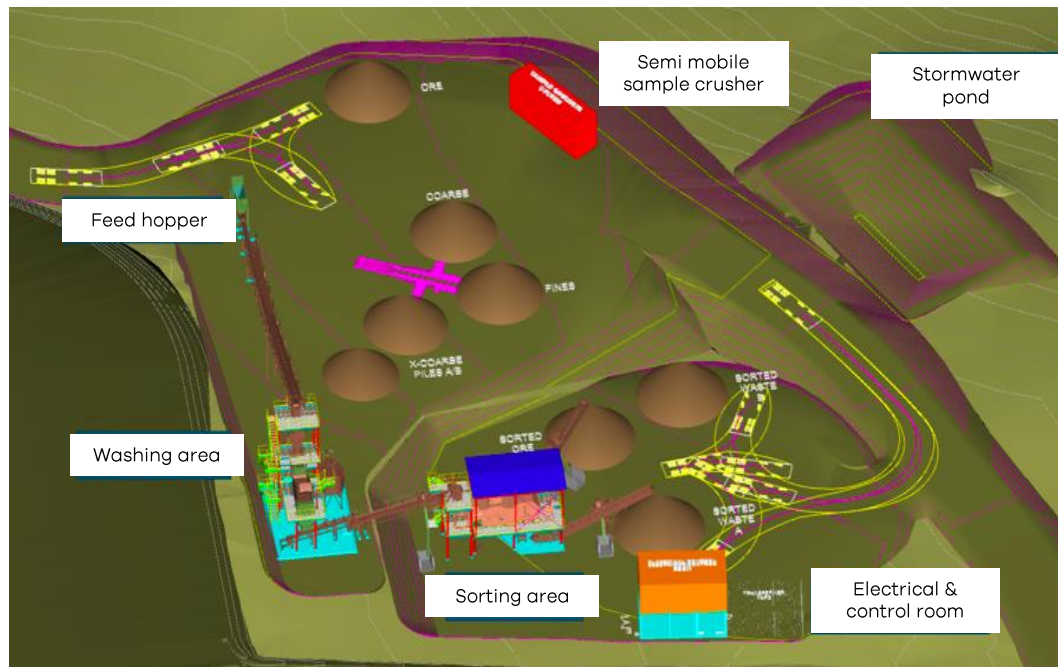 Semi mobile
sample crusher
Stormwater
pond
ORE
Feed hopper
COARSE
FINES
X-COARSE
PILES A/B
SORTED
WASTE
B
Washing area
SORTED
ORE
SORTED
WASTE
A
Sorting area
Electrical &
control room